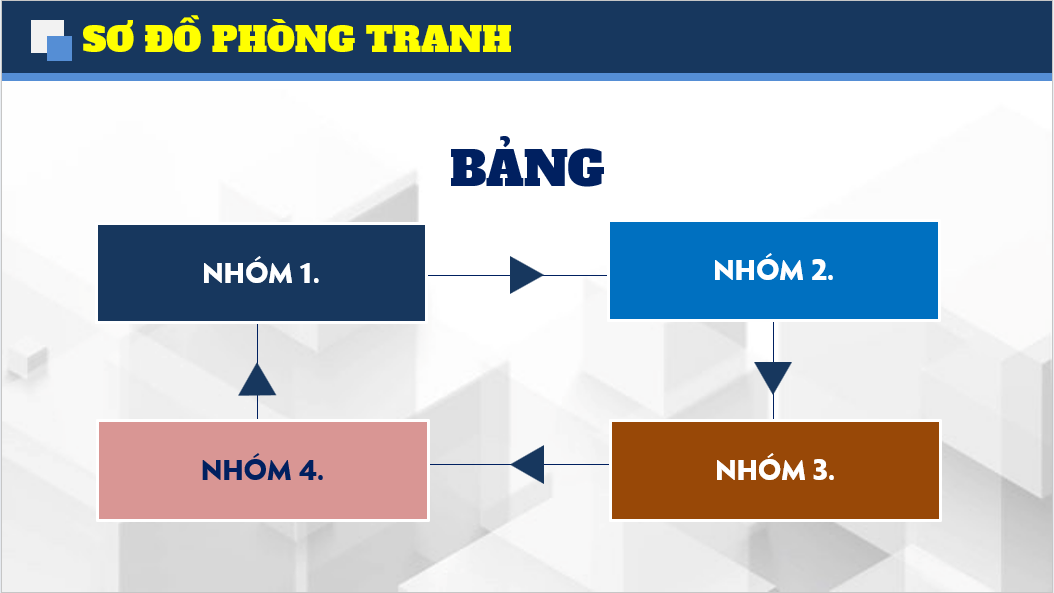 SƠ ĐỒ PHÒNG TRANH
BẢNG
NHÓM 1.
NHÓM 2.
NHÓM 4.
NHÓM 3.